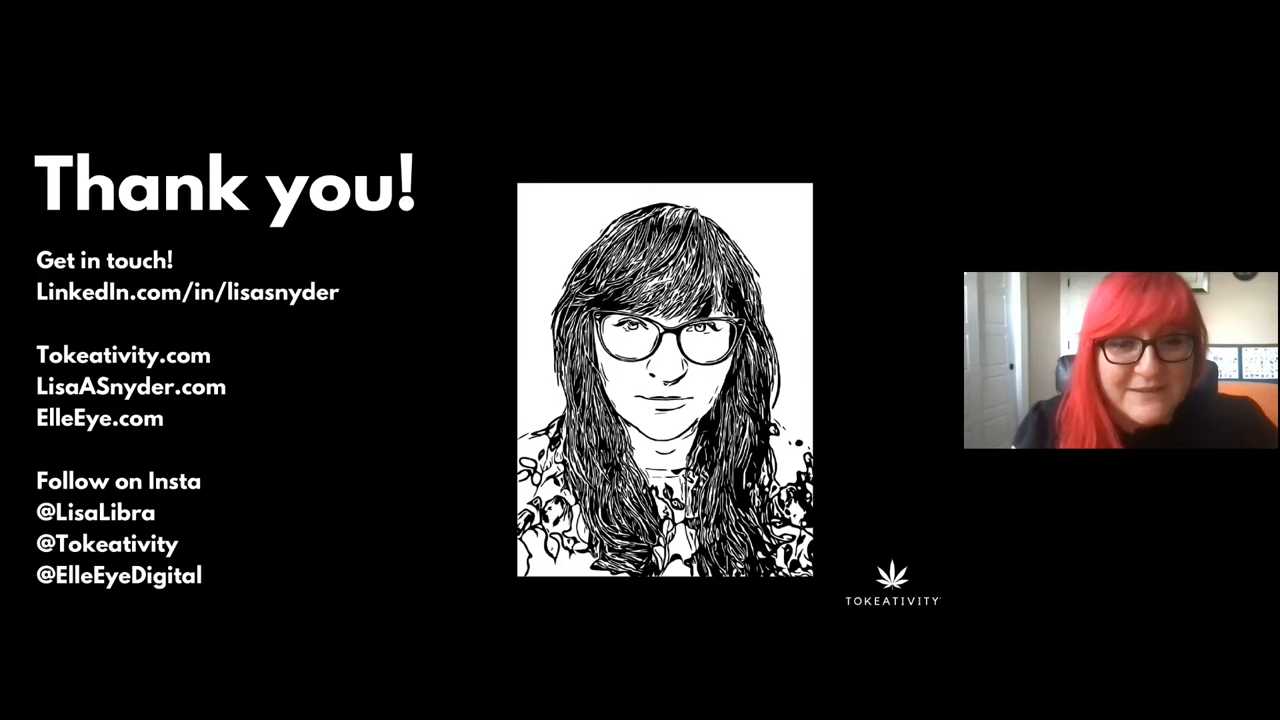 Thank you!
Get in touch!
LinkedIn.com/in/lisasnyder
Tokeativity.com
LisaASnyder.com
ElleEye.com
Follow on Insta
@LisaLibra
@Tokeativity
@ElleEyeDigital
TOKEATIVITY